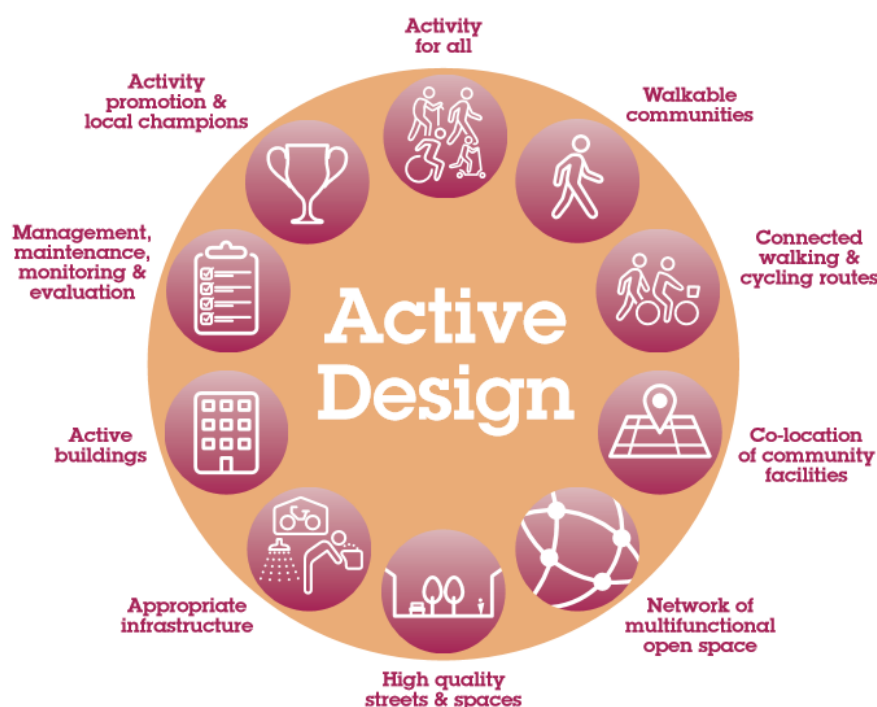 Activity
for all
Walkable
communities
Connected
walking &
cycling routes
Co-location
of community
facilities
Network of
multifunctional
open space
High quality
streets & spaces
Appropriate
infrastructure
Active
buildings
Management,
maintenance,
monitoring &
evaluation
Activity
promotion &
local champions
Active
Design